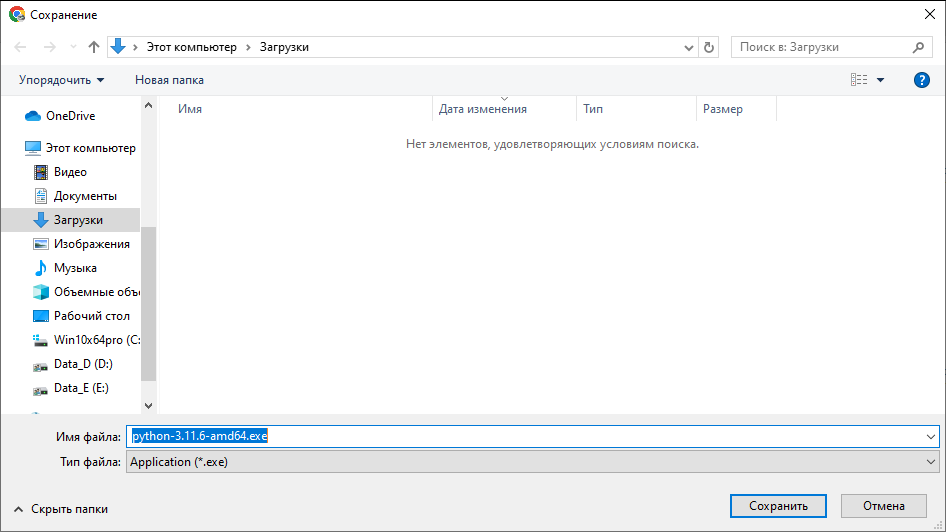 Сохранение
Этот компьютер
Загрузки
Поиск в: Загрузки
Упорядочить
Новая папка
?
Имя
Дата изменения
Тип
Размер
Нет элементов, удовлетворяющих условиям поиска.
OneDrive
Этот компьютер
Видео
Документы
Загрузки
Изображения
Музыка
Объемные объ
Рабочий стол
Win10x64pro (C:
Data_D (D:)
Data_E (E:)
Имя файла: python-3.11.6-amd64.exe
Тип файла: Application (*.exe)
Скрыть папки
Сохранить
Отмена